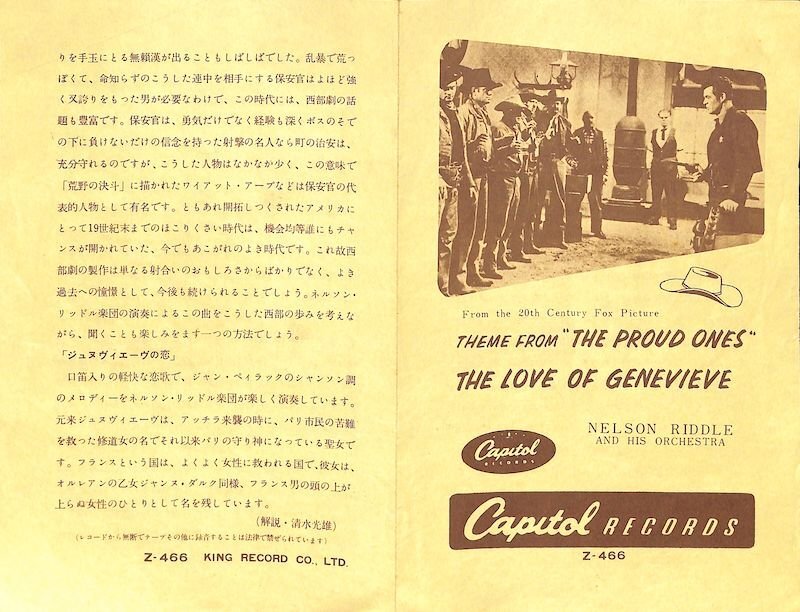 りを手玉にとる無頼漢が出ることもしばしばでした。乱暴で荒っ
ぽくて、命知らずのこうした連中を相手にする保安官はよほど強
く又誇りをもった男が必要なわけで、この時代には、西部劇の話
題も豊富です。保安官は、勇気だけでなく経験も深くボスのそで
の下に負けないだけの信念を持った射撃の名人なら町の治安は、
充分守れるのですが、こうした人物はなかなか少く、この意味で
「荒野の決斗」に描かれたワイアット・アープなどは保安官の代
表的人物として有名です。ともあれ開拓しつくされたアメリカに
とって19世紀末までのほこりくさい時代は、機会均等誰にもチャ
ンスが開かれていた、今でもあこがれのよき時代です。これ故西
部劇の製作は単なる射合いのおもしろさからばかりでなく、よき
過去への憧憬として、今後も続けられることでしょう。ネルソン・
リッドル楽団の演奏によるこの曲をこうした西部の歩みを考えな
がら、聞くことも楽しみをます一つの方法でしょう。
「ジュヌヴィエーヴの恋」
口笛入りの軽快な恋歌で、ジャン・ペイラックのシャンソン調
のメロディーをネルソン・リッドル楽団が楽しく演奏しています。
元来ジュヌヴィエーヴは、アッチラ来襲の時に、パリ市民の苦難
を救った修道女の名でそれ以来パリの守り神になっている聖女で
す。フランスという国は、よくよく女性に救われる国で、彼女は、
オルレアンの乙女ジャンヌ・ダルク同様、フランス男の頭の上が
上らぬ女性のひとりとして名を残しています。
(解説・清水光雄)
(レコードから無断でテープその他に録音することは法律で禁ぜられています)
Z-466 KING RECORD CO., LTD.
From the 20th Century Fox Picture
THEME FROM "THE PROUD ONES"
THE LOVE OF GENEVIEVE
NELSON RIDDLE
AND HIS ORCHESTRA
Capitol
RECORDS
Capitol RECORDS
Z-466